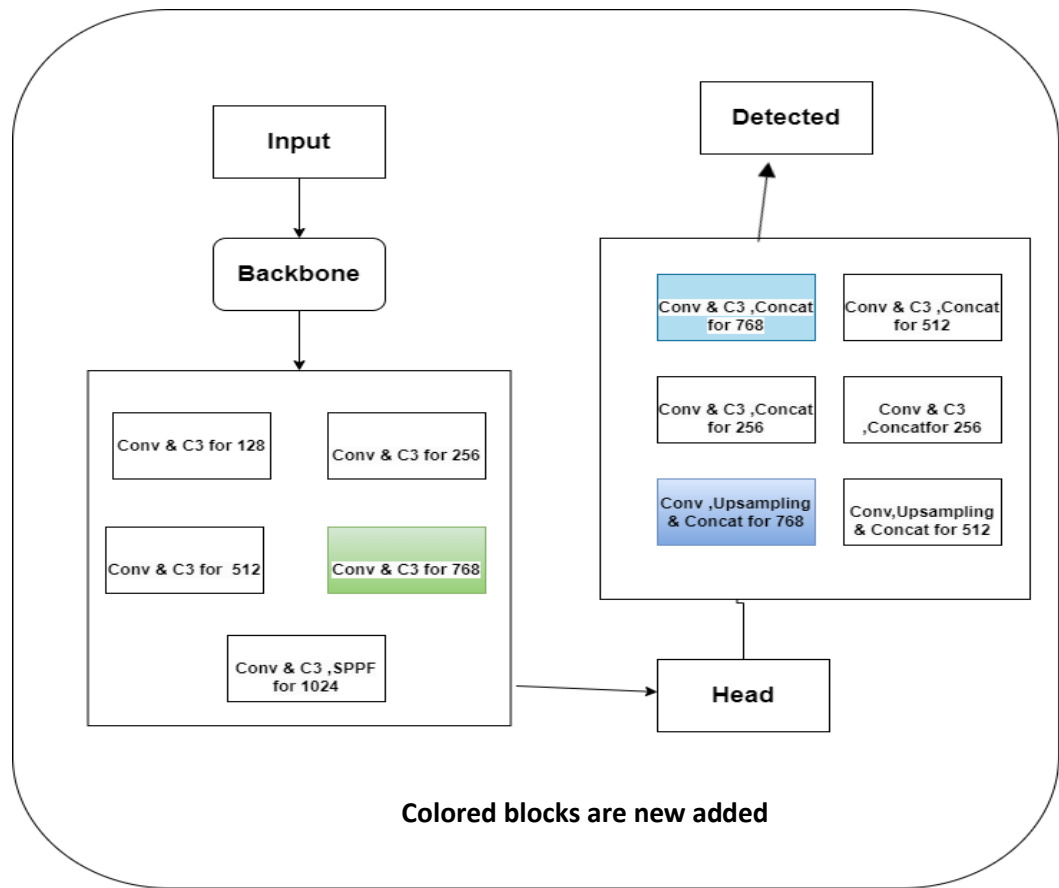 Input
Backbone
Conv & C3 for 128
Conv & C3 for 256
Conv & C3 for  512
Conv & C3 for 768
Conv & C3 ,SPPF
for 1024
Detected
Conv & C3 ,Concat
for 768
Conv & C3 ,Concat
for 512
Conv & C3 ,Concat
for 256
Conv & C3
,Concatfor 256
Conv ,Upsampling
& Concat for 768
Conv,Upsampling
& Concat for 512
Head
Colored blocks are new added